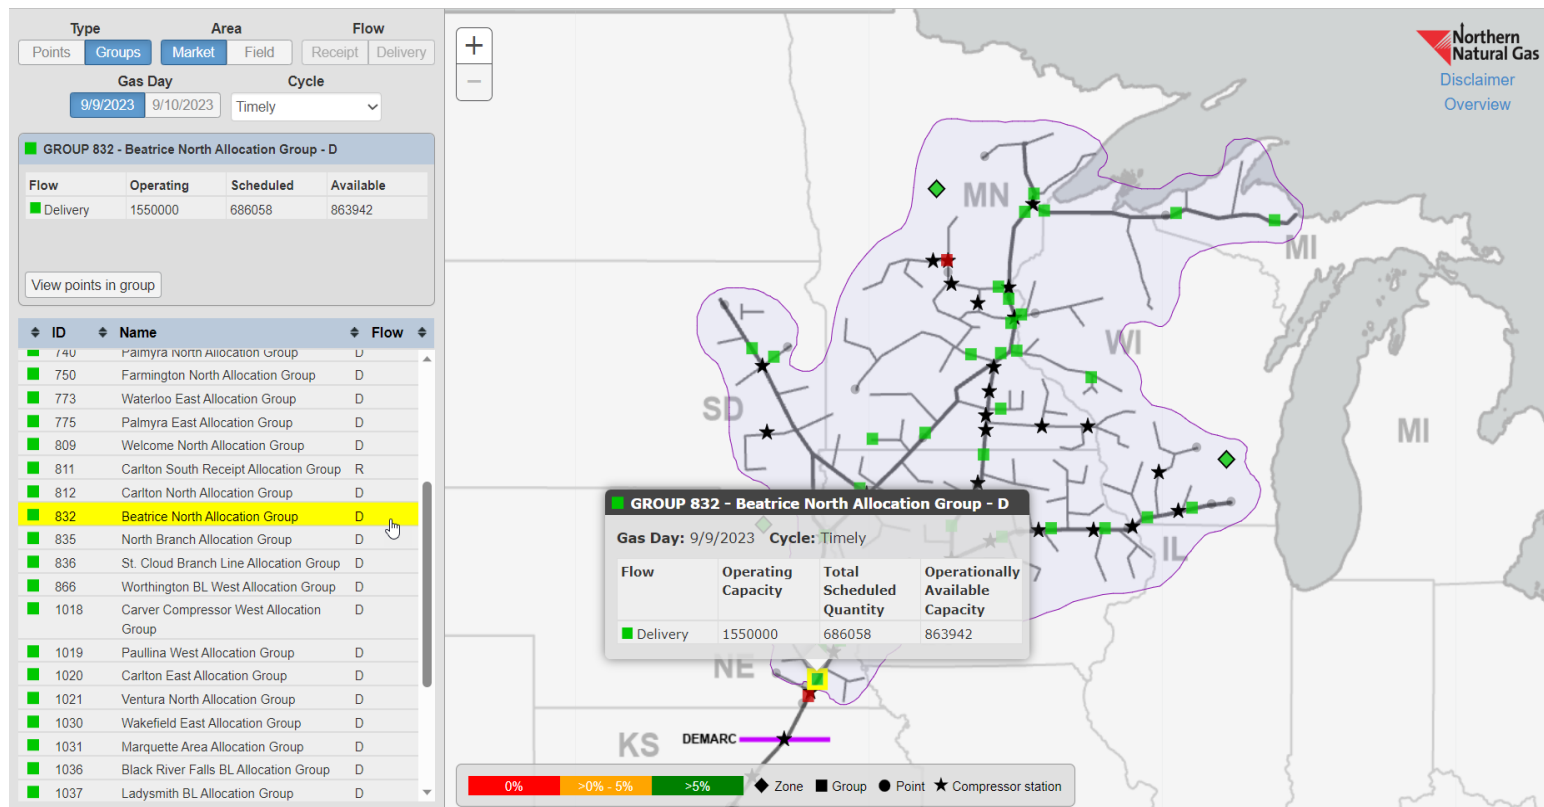 Type Area Flow
Points Groups Market Field Receipt Delivery
Gas Day Cycle
9/9/2023 9/10/2023 Timely
GROUP 832 - Beatrice North Allocation Group - D
Flow Operating Scheduled Available
Delivery 1550000 686058 863942
View points in group
ID Name Flow
740 Palmyra North Allocation Group D
750 Farmington North Allocation Group D
773 Waterloo East Allocation Group D
775 Palmyra East Allocation Group D
809 Welcome North Allocation Group D
811 Carlton South Receipt Allocation Group R
812 Carlton North Allocation Group D
832 Beatrice North Allocation Group D
835 North Branch Allocation Group D
836 St. Cloud Branch Line Allocation Group D
866 Worthington BL West Allocation Group D
1018 Carver Compressor West Allocation D
Group
1019 Paullina West Allocation Group D
1020 Carlton East Allocation Group D
1021 Ventura North Allocation Group D
1030 Wakefield East Allocation Group D
1031 Marquette Area Allocation Group D
1036 Black River Falls BL Allocation Group D
1037 Ladysmith BL Allocation Group D
+
−
Northern
Natural Gas
Disclaimer
Overview
MN
MI
WI
SD
MI
IL
NE
KS
DEMARC
GROUP 832 - Beatrice North Allocation Group - D
Gas Day: 9/9/2023 Cycle: Timely
Flow Operating Total Operationally
Capacity Scheduled Available
Quantity Capacity
Delivery 1550000 686058 863942
0% >0% - 5% >5% Zone Group Point Compressor station